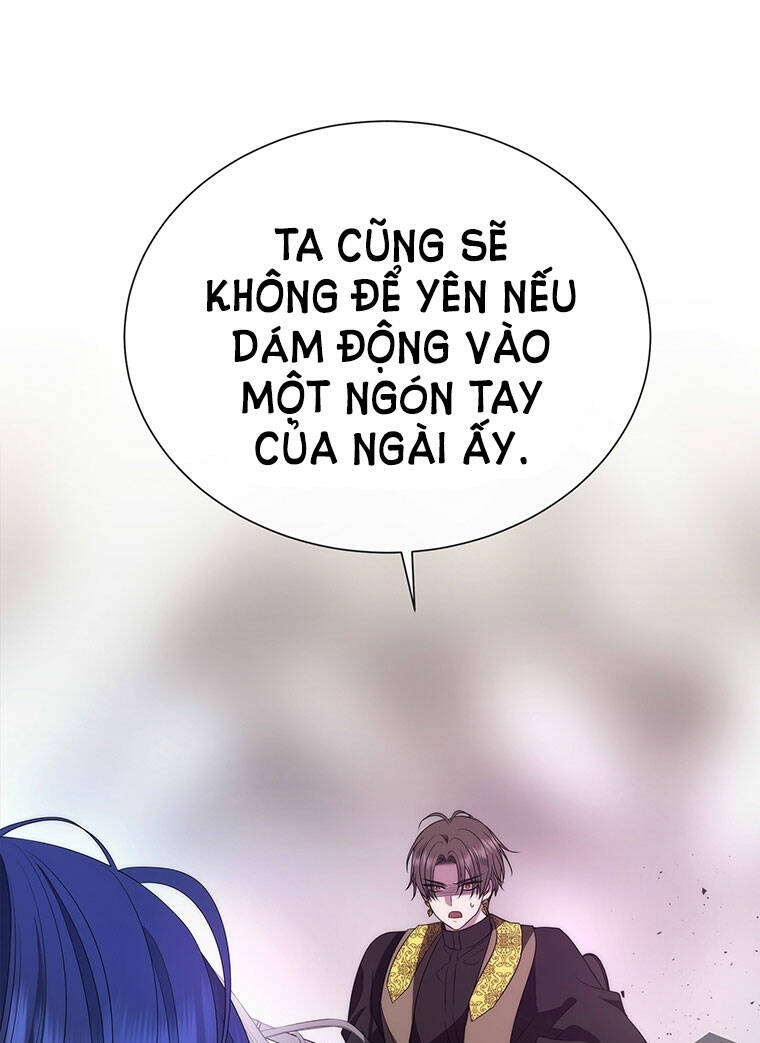 TA CŨNG SẼ
KHÔNG ĐỂ YÊN NẾU
DÁM ĐỘNG VÀO
MỘT NGÓN TAY
CỦA NGÀI ẤY.